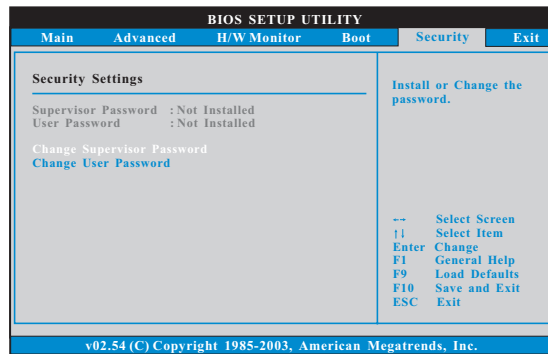 BIOS SETUP UTILITY
Main Advanced H/W Monitor Boot Security Exit
Security Settings
Supervisor Password : Not Installed
User Password : Not Installed
Change Supervisor Password
Change User Password
Install or Change the
password.
←→ Select Screen
↑↓ Select Item
Enter Change
F1 General Help
F9 Load Defaults
F10 Save and Exit
ESC Exit
v02.54 (C) Copyright 1985-2003, American Megatrends, Inc.